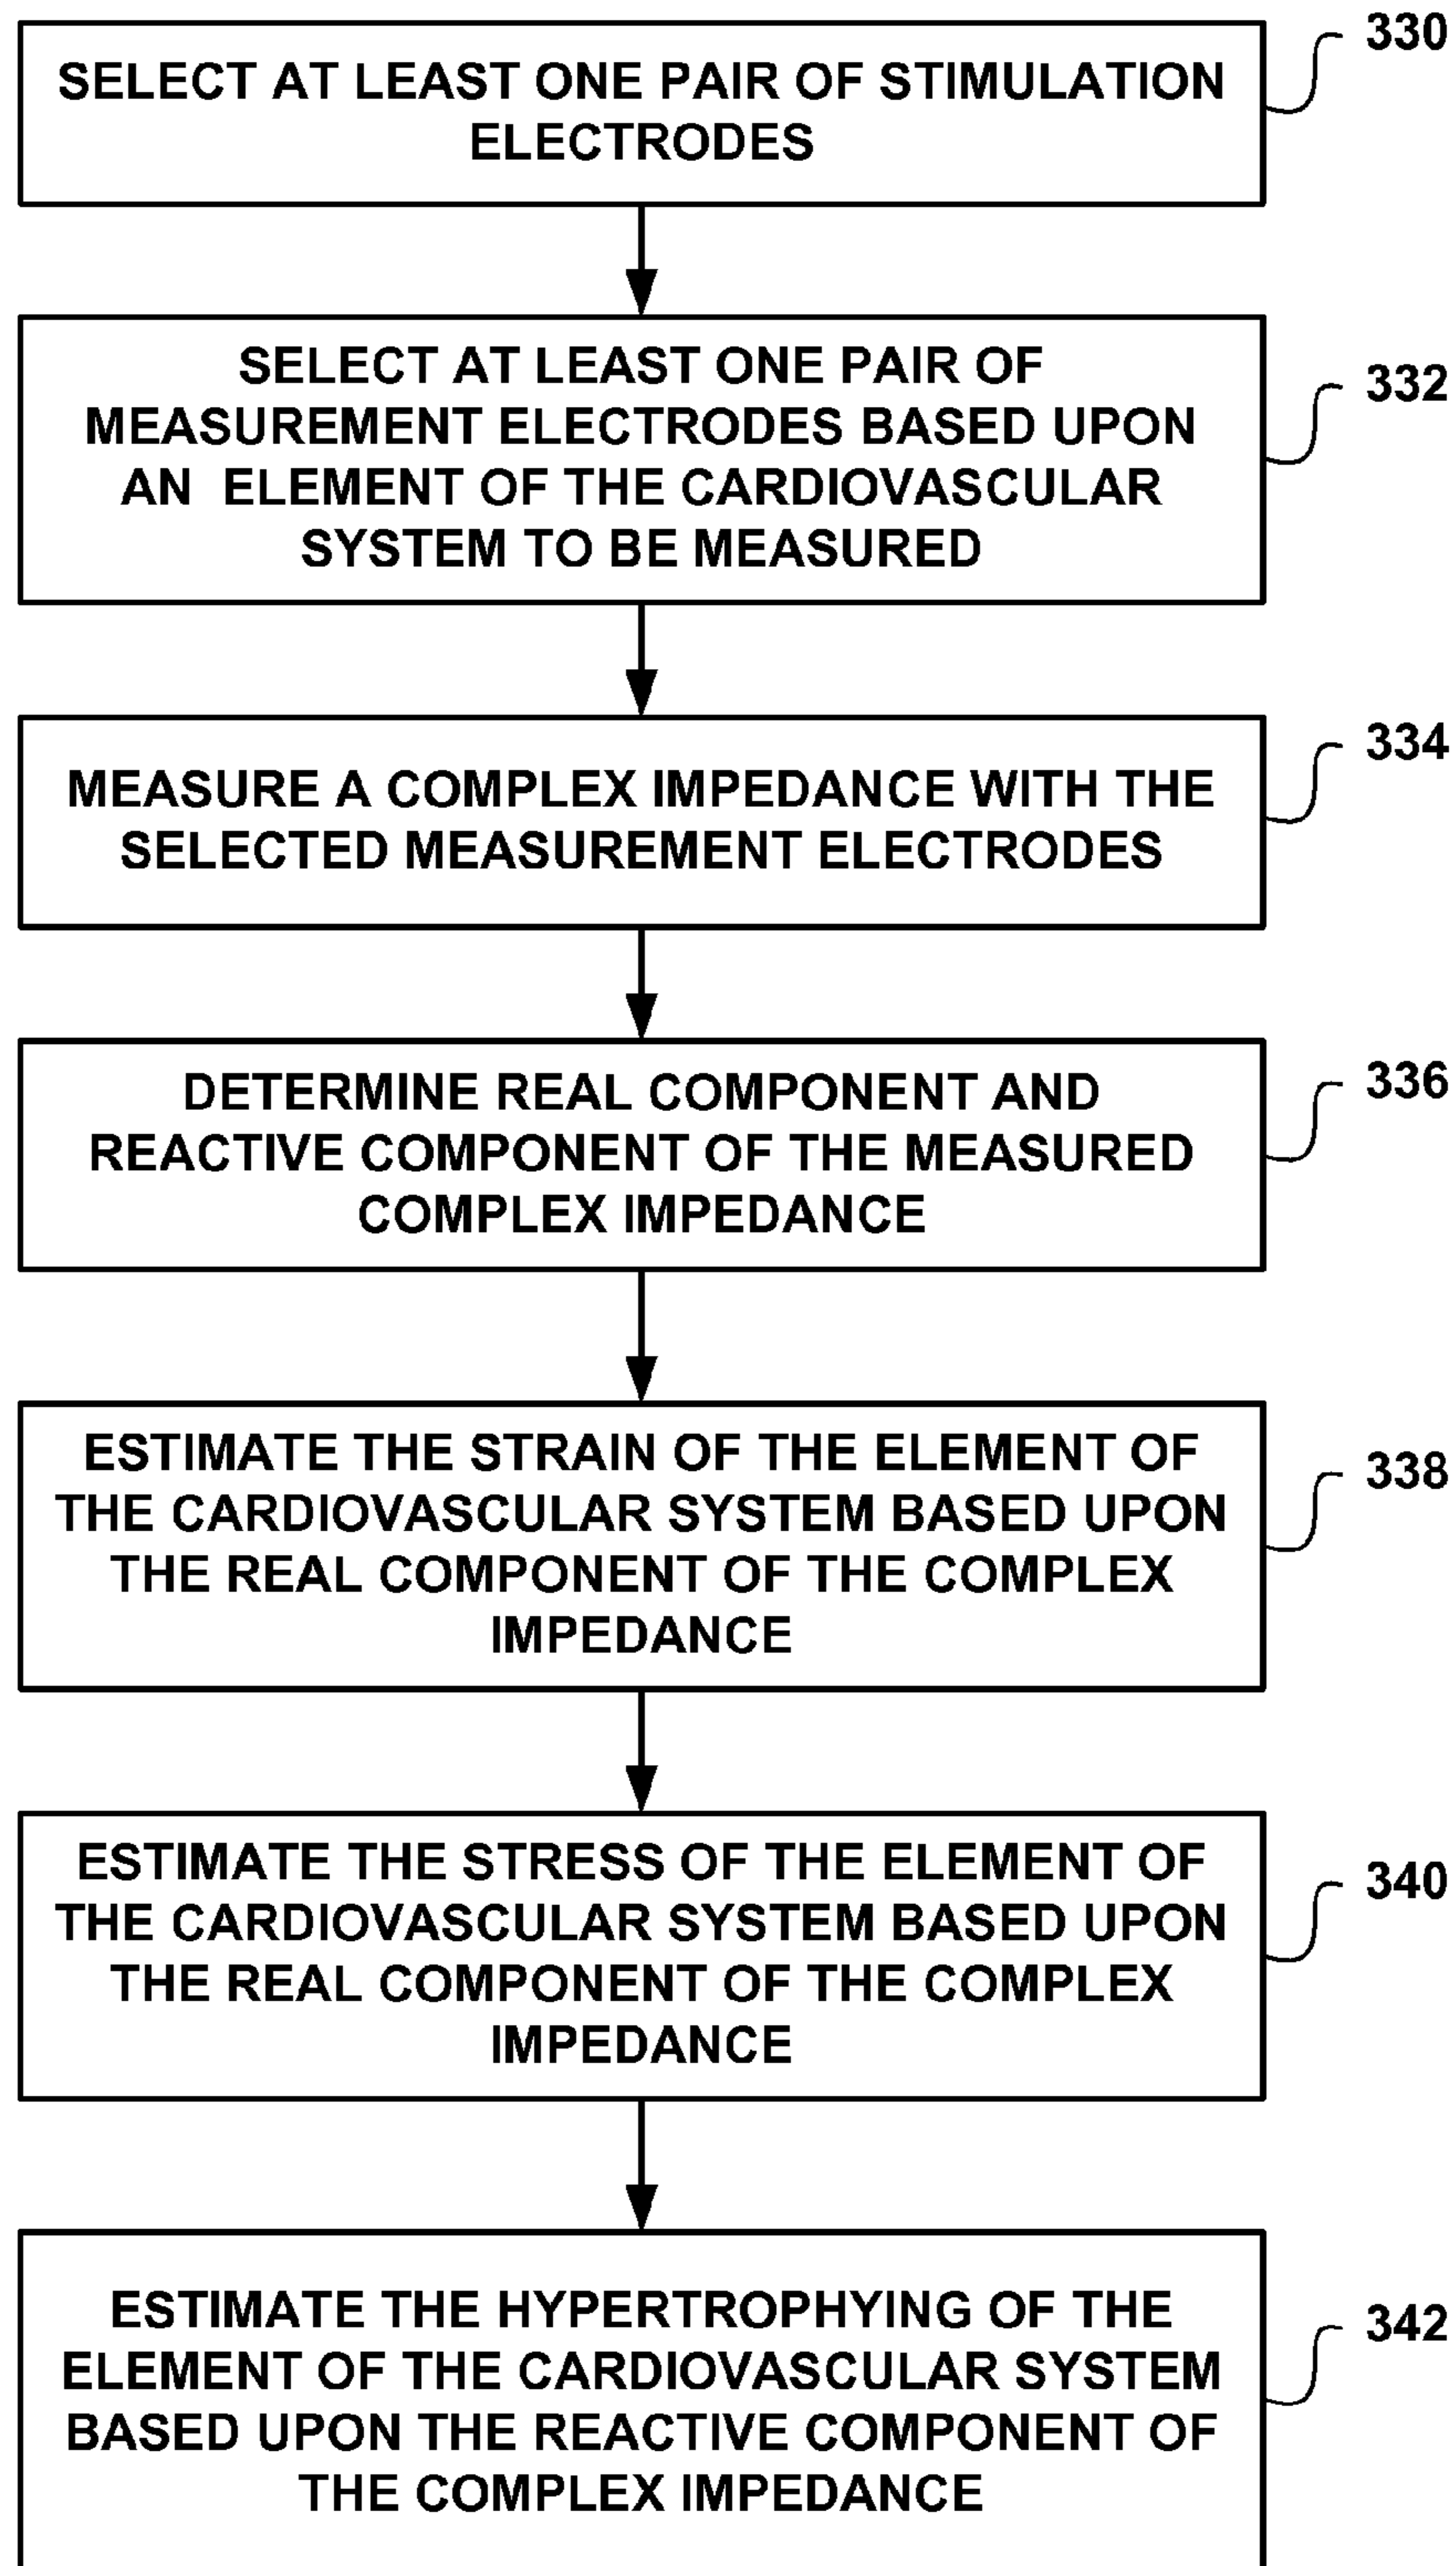 330
SELECT AT LEAST ONE PAIR OF STIMULATION
ELECTRODES
332
SELECT AT LEAST ONE PAIR OF
MEASUREMENT ELECTRODES BASED UPON
AN ELEMENT OF THE CARDIOVASCULAR
SYSTEM TO BE MEASURED
334
MEASURE A COMPLEX IMPEDANCE WITH THE
SELECTED MEASUREMENT ELECTRODES
336
DETERMINE REAL COMPONENT AND
REACTIVE COMPONENT OF THE MEASURED
COMPLEX IMPEDANCE
338
ESTIMATE THE STRAIN OF THE ELEMENT OF
THE CARDIOVASCULAR SYSTEM BASED UPON
THE REAL COMPONENT OF THE COMPLEX
IMPEDANCE
340
ESTIMATE THE STRESS OF THE ELEMENT OF
THE CARDIOVASCULAR SYSTEM BASED UPON
THE REAL COMPONENT OF THE COMPLEX
IMPEDANCE
342
ESTIMATE THE HYPERTROPHYING OF THE
ELEMENT OF THE CARDIOVASCULAR SYSTEM
BASED UPON THE REACTIVE COMPONENT OF
THE COMPLEX IMPEDANCE